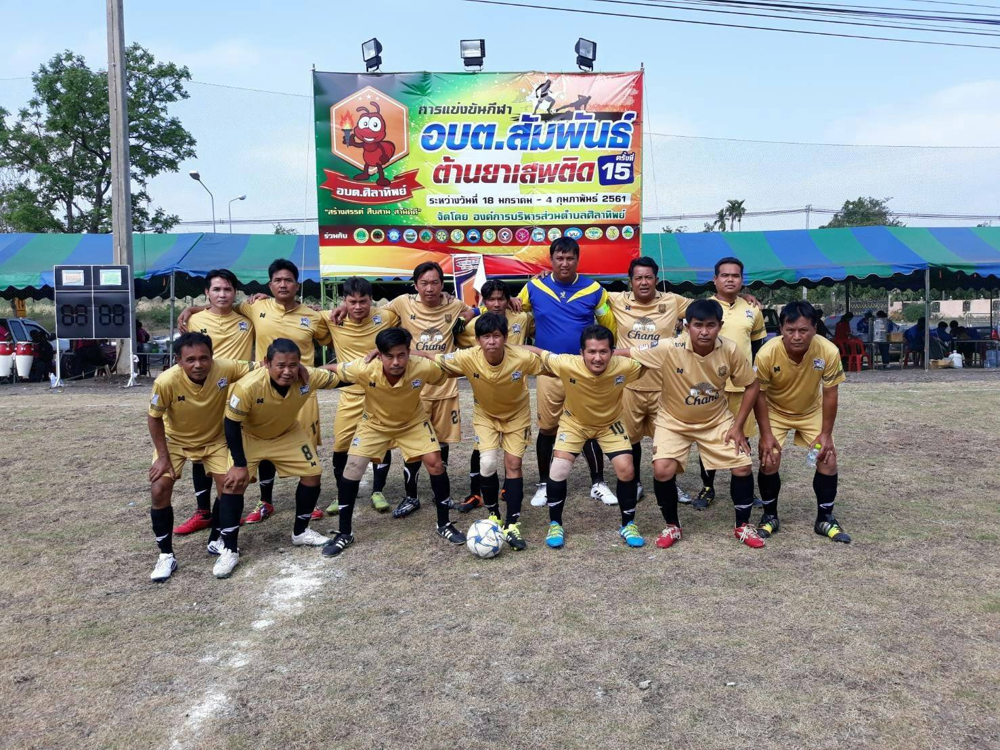 การแข่งขันกีฬา
อบต.สัมพันธ์
ต้านยาเสพติด
ครั้งที่
15
ระหว่างวันที่ 18 มกราคม - 4 กุมภาพันธ์ 2561
จัดโดย องค์การบริหารส่วนตำบลศิลาทิพย์
อบต.ศิลาทิพย์
"สร้างสรรค์ สืบสาน สามัคคี"
ร่วมกับ
Chang
Chang
Chang
8
7
10
2